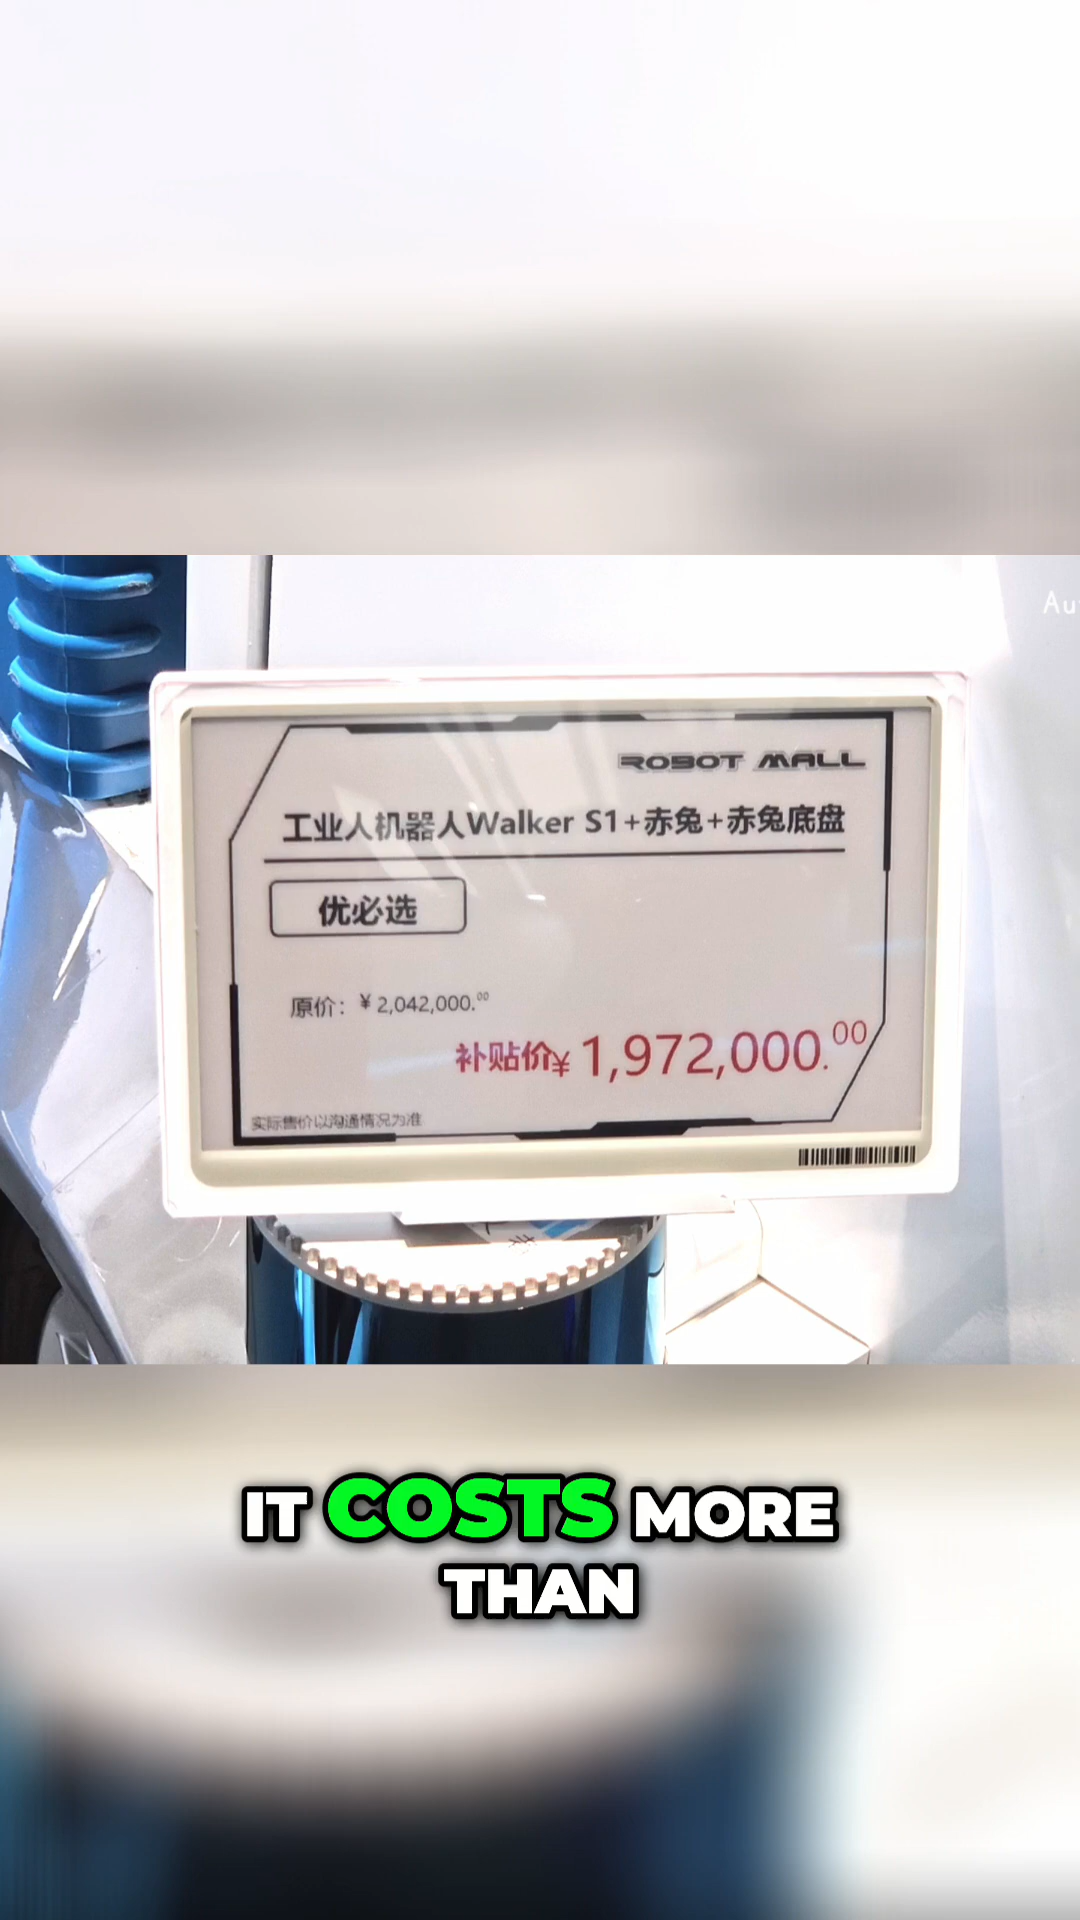 Au
ROBOT MALL
工业人机器人Walker S1+赤兔+赤兔底盘
优必选
原价：¥ 2,042,000.00
补贴价¥ 1,972,000.00
实际售价以沟通情况为准
IT COSTS MORE
THAN